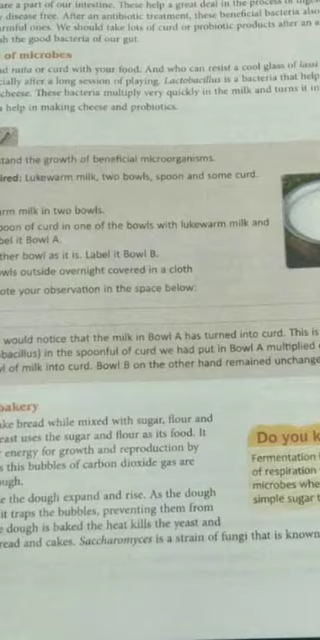 are a part of our intestine. These help a great deal in the process of
disease free. After an antibiotic treatment, these beneficial bacteria also
harmful ones. We should take lots of curd or probiotic products after an
the good bacteria of our gut.
of microbes
raita or curd with your food. And who can resist a cool glass of lassi
cially after a long session of playing. Lactobacillus is a bacteria that help
cheese. These bacteria multiply very quickly in the milk and turns it in
help in making cheese and probiotics.
stand the growth of beneficial microorganisms.
ired: Lukewarm milk, two bowls, spoon and some curd.
rm milk in two bowls.
poon of curd in one of the bowls with lukewarm milk and
bel it Bowl A.
ther bowl as it is. Label it Bowl B.
owls outside overnight covered in a cloth
ote your observation in the space below:
would notice that the milk in Bowl A has turned into curd. This is
bacillus) in the spoonful of curd we had put in Bowl A multiplied
l of milk into curd. Bowl B on the other hand remained unchange
bakery
ake bread while mixed with sugar, flour and
east uses the sugar and flour as its food. It
energy for growth and reproduction by
s this bubbles of carbon dioxide gas are
ough.
e the dough expand and rise. As the dough
it traps the bubbles, preventing them from
e dough is baked the heat kills the yeast and
read and cakes. Saccharomyces is a strain of fungi that is known
Do you k
Fermentation
of respiration
microbes whe
simple sugar t